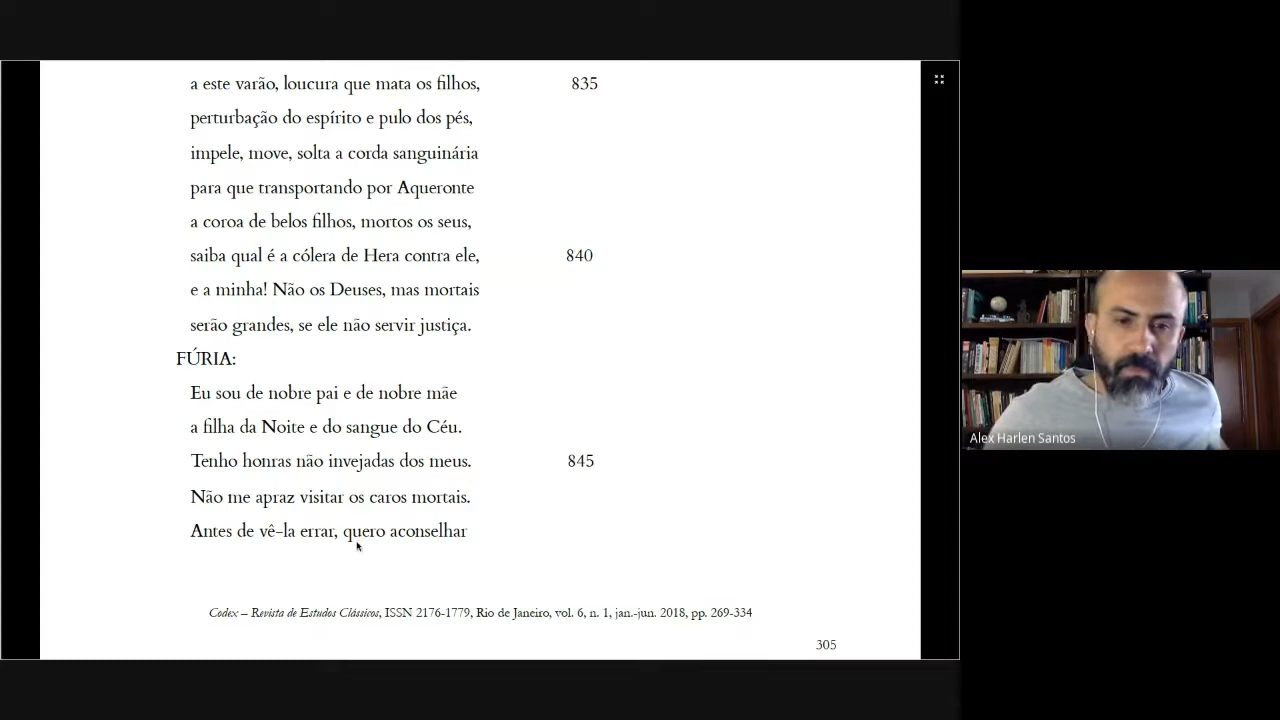 a este varão, loucura que mata os filhos, 835
perturbação do espírito e pulo dos pés,
impele, move, solta a corda sanguinária
para que transportando por Aqueronte
a coroa de belos filhos, mortos os seus,
saiba qual é a cólera de Hera contra ele, 840
e a minha! Não os Deuses, mas mortais
serão grandes, se ele não servir justiça.
FÚRIA:
Eu sou de nobre pai e de nobre mãe
a filha da Noite e do sangue do Céu.
Tenho honras não invejadas dos meus. 845
Não me apraz visitar os caros mortais.
Antes de vê-la errar, quero aconselhar
Codex – Revista de Estudos Clássicos, ISSN 2176-1779, Rio de Janeiro, vol. 6, n. 1, jan.-jun. 2018, pp. 269-334
305
Alex Harlen Santos